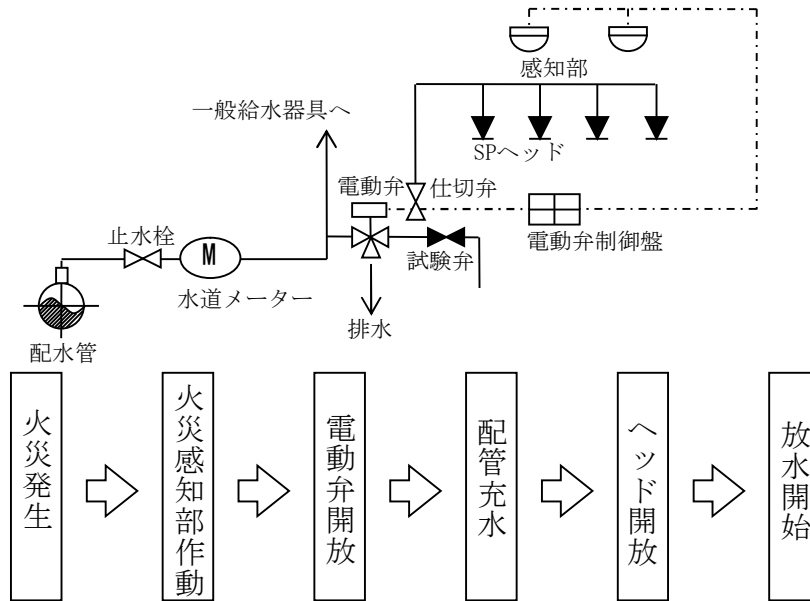 感知部
一般給水器具へ
SPヘッド
電動弁
仕切弁
止水栓
電動弁制御盤
M
試験弁
水道メーター
排水
配水管
火災発生
火災感知部作動
電動弁開放
配管充水
ヘッド開放
放水開始